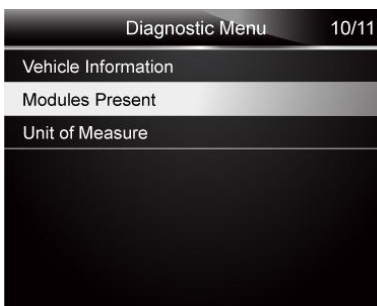 Diagnostic Menu 10/11
Vehicle Information
Modules Present
Unit of Measure